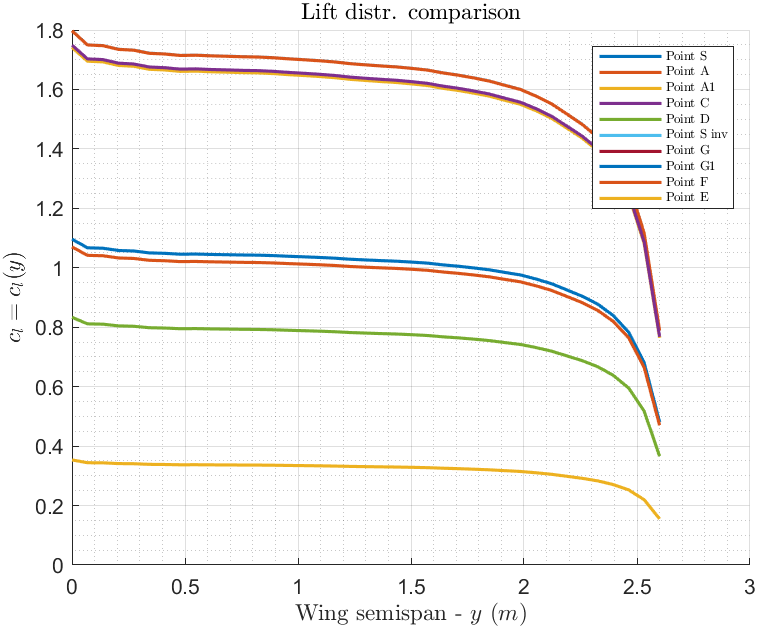 Lift distr. comparison
1.8
1.6
1.4
1.2
1
0.8
0.6
0.4
0.2
0
c_l = c_l(y)
Point S
Point A
Point A1
Point C
Point D
Point S inv
Point G
Point G1
Point F
Point E
0 0.5 1 1.5 2 2.5 3
Wing semispan - y (m)